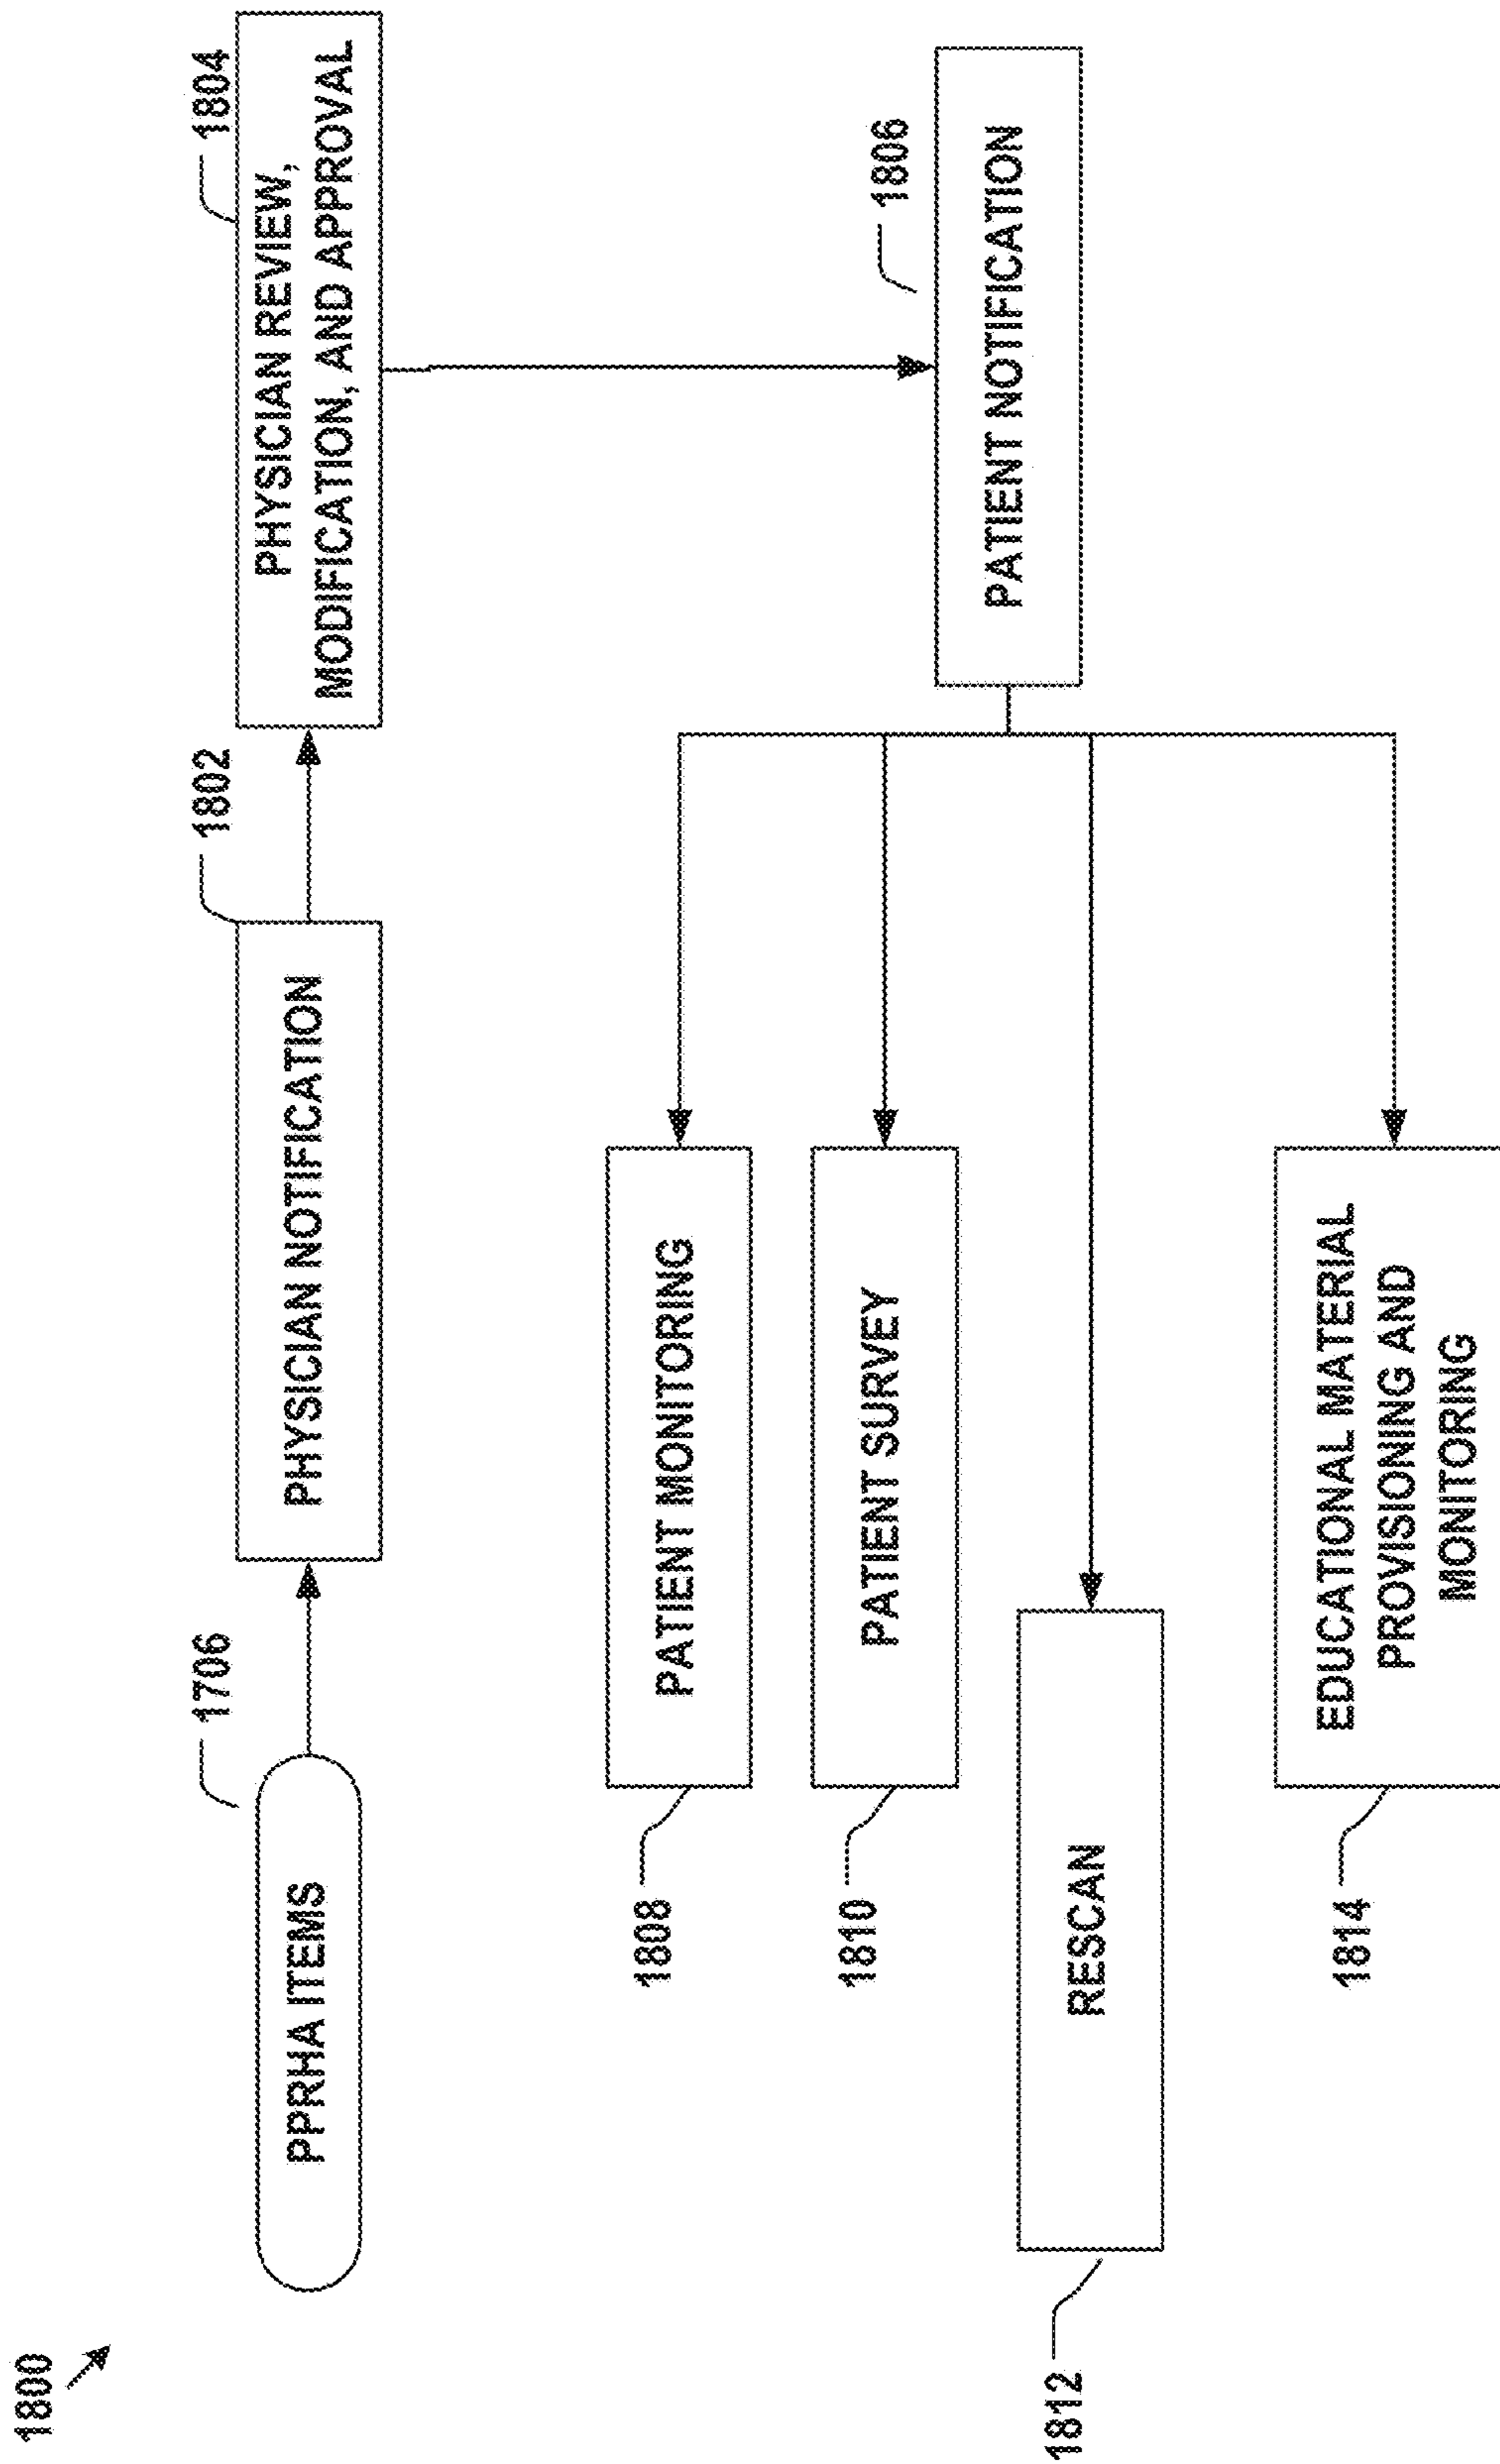 1800
1706
PPRHA ITEMS
1802
PHYSICIAN NOTIFICATION
1804
PHYSICIAN REVIEW,
MODIFICATION, AND APPROVAL
1808
PATIENT MONITORING
1806
PATIENT NOTIFICATION
1810
PATIENT SURVEY
1812
RESCAN
1814
EDUCATIONAL MATERIAL
PROVISIONING AND
MONITORING